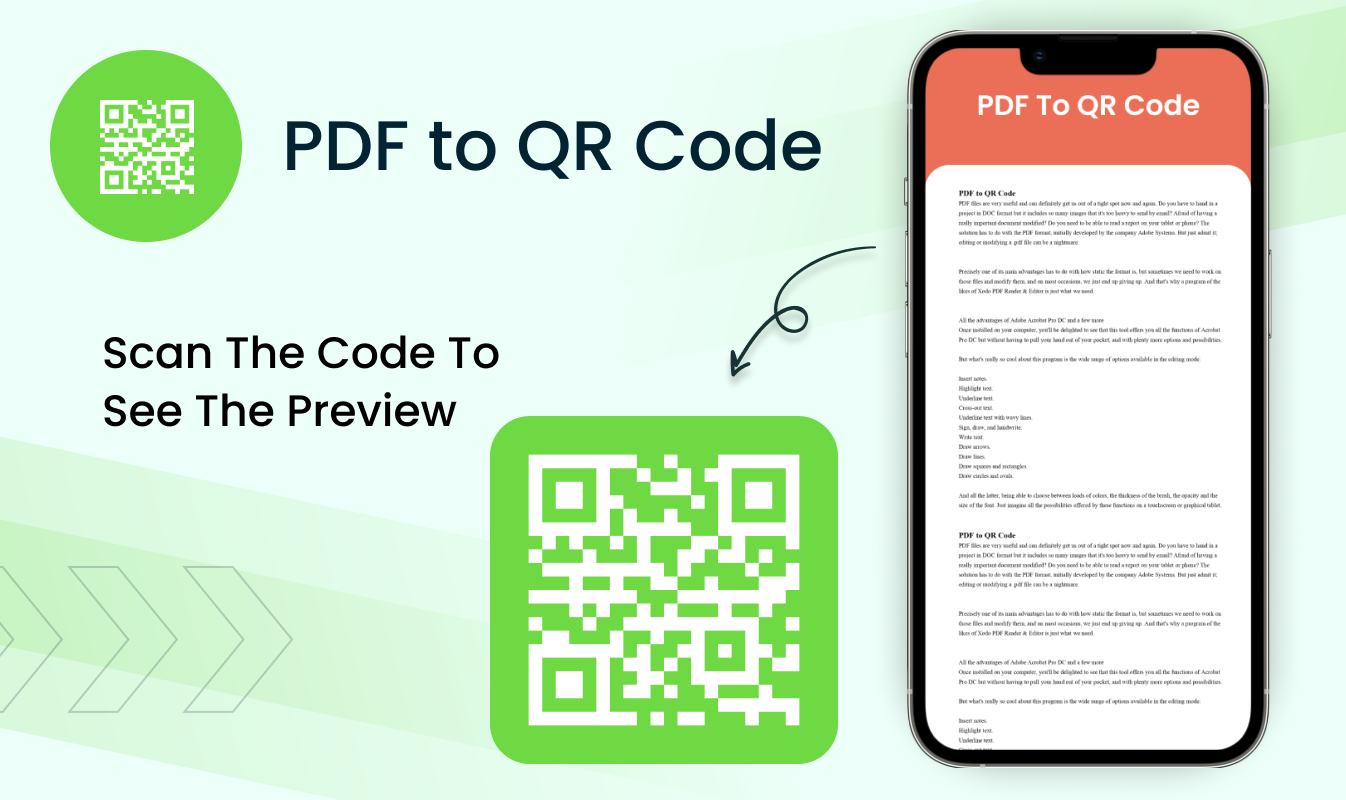 PDF to QR Code
Scan The Code To
See The Preview
PDF To QR Code
PDF to QR Code
PDF files are very useful and can definitely get us out of a tight spot now and again. Do you have to hand in a
project in DOC format but it includes so many images that it's too heavy to send by email? Afraid of having a
really important document modified? Do you need to be able to read a report on your tablet or phone? The
solution has to do with the PDF format, initially developed by the company Adobe Systems. But just admit it;
editing or modifying a .pdf file can be a nightmare.
Precisely one of its main advantages has to do with how static the format is, but sometimes we need to work on
those files and modify them, and on most occasions, we just end up giving up. And that's why a program of the
likes of Xodo PDF Reader & Editor is just what we need.
All the advantages of Adobe Acrobat Pro DC and a few more
Once installed on your computer, you'll be delighted to see that this tool offers you all the functions of Acrobat
Pro DC but without having to pull your hand out of your pocket, and with plenty more options and possibilities.
But what's really so cool about this program is the wide range of options available in the editing mode:
Insert notes.
Highlight text.
Underline text.
Cross-out text.
Underline text with wavy lines.
Sign, draw, and handwrite.
Write text.
Draw arrows.
Draw lines.
Draw squares and rectangles.
Draw circles and ovals.
And all the latter, being able to choose between loads of colors, the thickness of the brush, the opacity and the
size of the font. Just imagine all the possibilities offered by these functions on a touchscreen or graphical tablet.
PDF to QR Code
PDF files are very useful and can definitely get us out of a tight spot now and again. Do you have to hand in a
project in DOC format but it includes so many images that it's too heavy to send by email? Afraid of having a
really important document modified? Do you need to be able to read a report on your tablet or phone? The
solution has to do with the PDF format, initially developed by the company Adobe Systems. But just admit it;
editing or modifying a .pdf file can be a nightmare.
Precisely one of its main advantages has to do with how static the format is, but sometimes we need to work on
those files and modify them, and on most occasions, we just end up giving up. And that's why a program of the
likes of Xodo PDF Reader & Editor is just what we need.
All the advantages of Adobe Acrobat Pro DC and a few more
Once installed on your computer, you'll be delighted to see that this tool offers you all the functions of Acrobat
Pro DC but without having to pull your hand out of your pocket, and with plenty more options and possibilities.
But what's really so cool about this program is the wide range of options available in the editing mode:
Insert notes.
Highlight text.
Underline text.